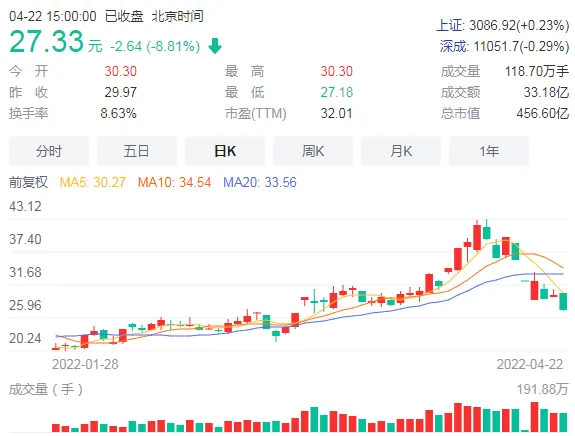 04-22 15:00:00 已收盘 北京时间
27.33 元 -2.64 (-8.81%)
上证: 3086.92(+0.23%)
深成: 11051.7(-0.29%)
今 开 30.30 最 高 30.30 成交量 118.70万手
昨 收 29.97 最 低 27.18 成交额 33.18亿
换手率 8.63% 市盈(TTM) 32.01 总市值 456.60亿
分时 五日 日K 周K 月K 1年
前复权 MA5: 30.27 MA10: 34.54 MA20: 33.56
43.12
37.40
31.68
25.96
20.24
2022-01-28 2022-04-22
成交量（手） 191.88万